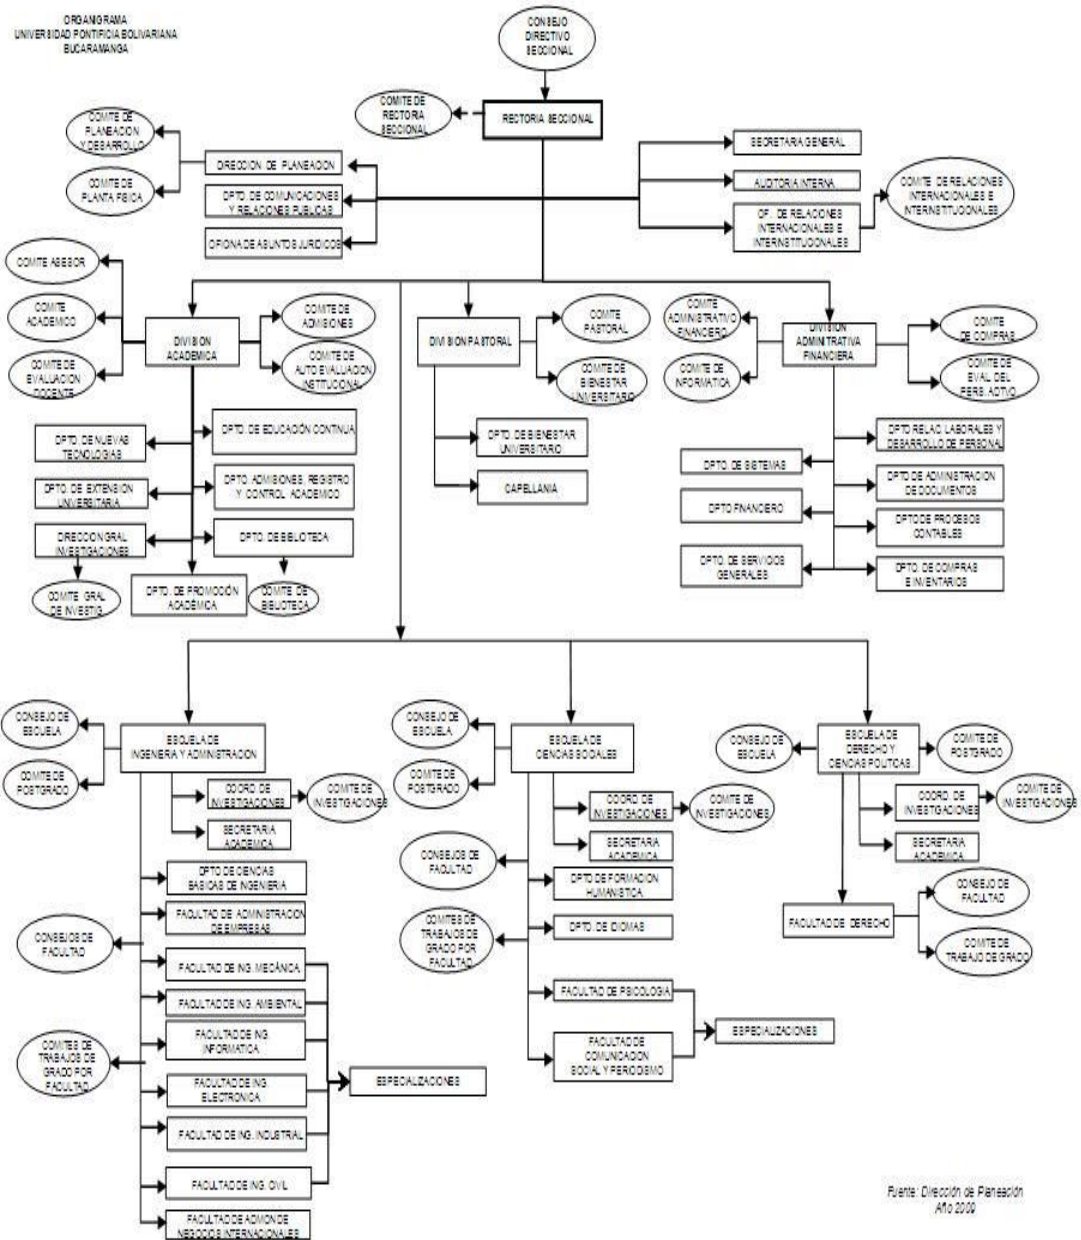 ORGANIGRAMA
UNIVERSIDAD PONTIFICIA BOLIVARIANA
BUCARAMANGA
CONSEJO
DIRECTIVO
SECCIONAL
COMITE DE
RECTORIA
SECCIONAL
RECTORIA SECCIONAL
COMITE DE
PLANEACION
Y DESARROLLO
COMITE DE
PLANTA FISICA
DIRECCION DE PLANEACION
DPTO. DE COMUNICACIONES
Y RELACIONES PUBLICAS
OFICINA DE ASUNTOS JURIDICOS
SECRETARIA GENERAL
AUDITORIA INTERNA
OF. DE RELACIONES
INTERNACIONALES E
INTERINSTITUCIONALES
COMITE DE RELACIONES
INTERNACIONALES E
INTERINSTITUCIONALES
COMITE ASESOR
COMITE
ACADEMICO
COMITE DE
EVALUACION
DOCENTE
DIVISION
ACADEMICA
COMITE DE
ADMISIONES
COMITE DE
AUTO EVALUACION
INSTITUCIONAL
DIVISION PASTORAL
COMITE
PASTORAL
COMITE DE
BIENESTAR
UNIVERSITARIO
COMITE
ADMINISTRATIVO
FINANCIERO
COMITE DE
INFORMATICA
DIVISION
ADMINITRATIVA
FINANCIERA
COMITE
DE COMPRAS
COMITE DE
EVAL DEL
PERS. ACTIVO
DPTO. DE NUEVAS
TECNOLOGIAS
DPTO. DE EXTENSION
UNIVERSITARIA
DIRECCION GRAL
INVESTIGACIONES
COMITE GRAL
DE INVESTIG.
DPTO. DE EDUCACIÓN CONTINUA
DPTO. ADMISIONES, REGISTRO
Y CONTROL ACADEMICO
DPTO. DE BIBLIOTECA
DPTO. DE PROMOCIÓN
ACADÉMICA
COMITE DE
BIBLIOTECA
DPTO. DE BIENESTAR
UNIVERSITARIO
CAPELLANIA
DPTO. DE SISTEMAS
DPTO FINANCIERO
DPTO. DE SERVICIOS
GENERALES
DPTO RELAC. LABORALES Y
DESARROLLO DE PERSONAL
DPTO DE ADMINISTRACION
DE DOCUMENTOS
DPTO DE PROCESOS
CONTABLES
DPTO. DE COMPRAS
E INVENTARIOS
CONSEJO DE
ESCUELA
COMITE DE
POSTGRADO
ESCUELA DE
INGENIERIA Y ADMINISTRACION
COORD. DE
INVESTIGACIONES
COMITE DE
INVESTIGACIONES
SECRETARIA
ACADEMICA
DPTO DE CIENCIAS
BASICAS DE INGENIERIA
FACULTAD DE ADMINISTRACION
DE EMPRESAS
CONSEJOS DE
FACULTAD
FACULTAD DE ING. MECÁNICA
FACULTAD DE ING. AMBIENTAL
FACULTAD DE ING.
INFORMATICA
COMITES DE
TRABAJOS DE
GRADO POR
FACULTAD
FACULTAD DE ING.
ELECTRONICA
FACULTAD DE ING. INDUSTRIAL
FACULTAD DE ING. CIVIL
FACULTAD DE ADMON DE
NEGOCIOS INTERNACIONALES
ESPECIALIZACIONES
CONSEJO DE
ESCUELA
COMITE DE
POSTGRADO
ESCUELA DE
CIENCIAS SOCIALES
COORD. DE
INVESTIGACIONES
COMITE DE
INVESTIGACIONES
SECRETARIA
ACADEMICA
CONSEJOS DE
FACULTAD
DPTO DE FORMACION
HUMANISTICA
COMITES DE
TRABAJOS DE
GRADO POR
FACULTAD
DPTO. DE IDIOMAS
FACULTAD DE PSICOLOGIA
FACULTAD DE
COMUNICACION
SOCIAL Y PERIODISMO
ESPECIALIZACIONES
CONSEJO DE
ESCUELA
ESCUELA DE
DERECHO Y
CIENCIAS POLITICAS.
COMITE DE
POSTGRADO
COORD. DE
INVESTIGACIONES
COMITE DE
INVESTIGACIONES
SECRETARIA
ACADEMICA
FACULTAD DE DERECHO
CONSEJO DE
FACULTAD
COMITE DE
TRABAJO DE GRADO
Fuente: Dirección de Planeación
Año 2009